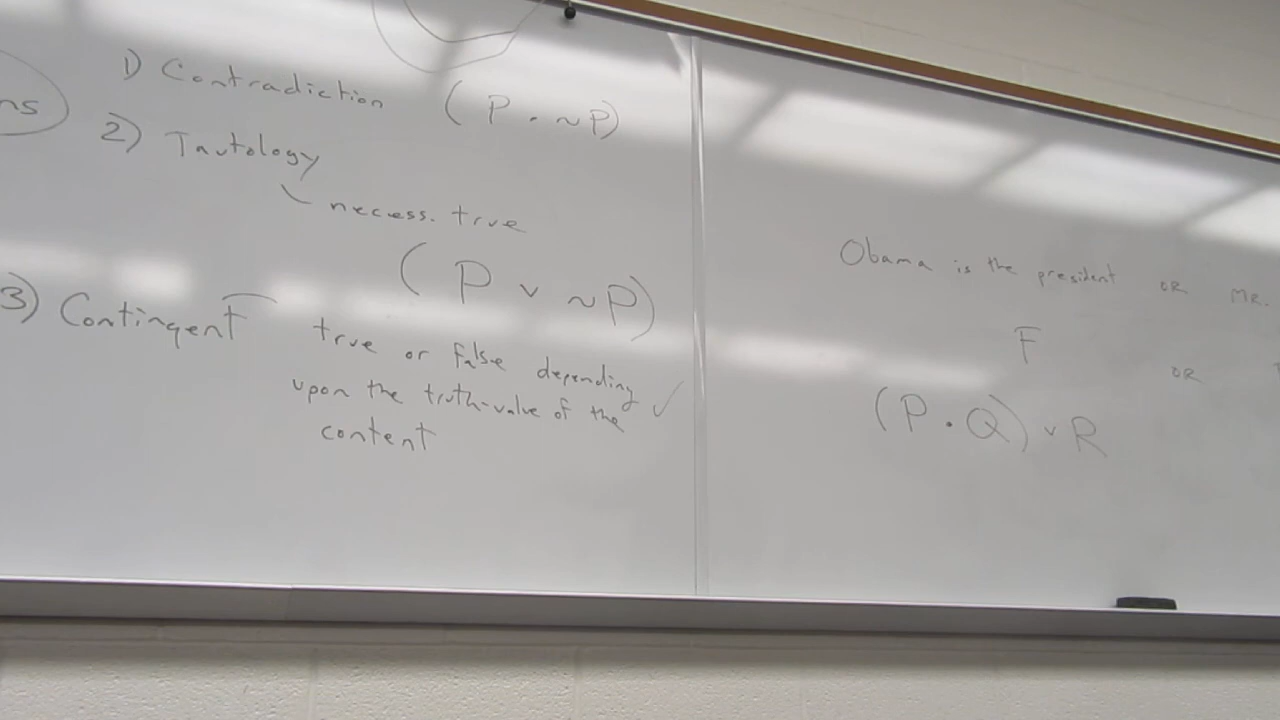 ns
1) Contradiction (P . ~P)
2) Tautology
necess. true
(P v ~P)
3) Contingent true or false depending
upon the truth-value of the
content
Obama is the president OR MR.
F OR
(P . Q) v R